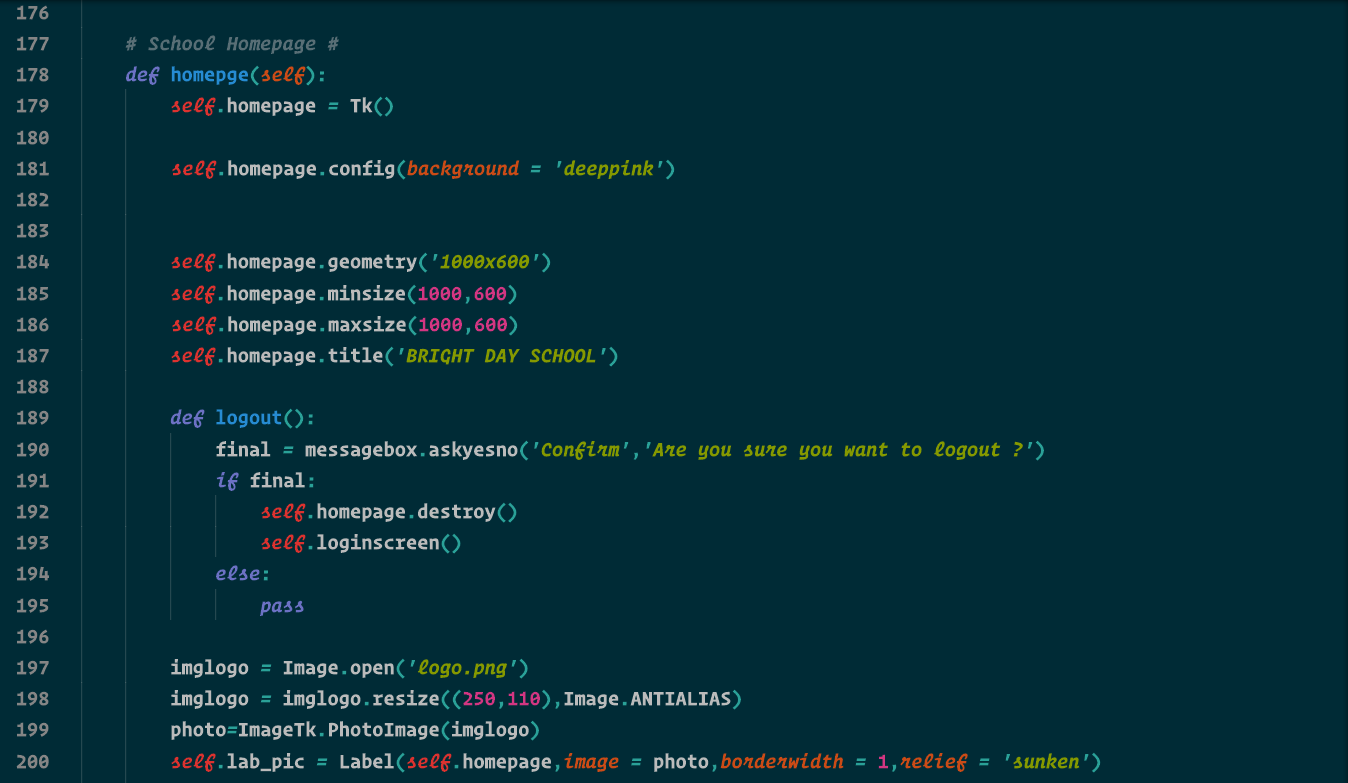 176
177 # School Homepage #
178 def homepge(self):
179 self.homepage = Tk()
180
181 self.homepage.config(background = 'deeppink')
182
183
184 self.homepage.geometry('1000x600')
185 self.homepage.minsize(1000,600)
186 self.homepage.maxsize(1000,600)
187 self.homepage.title('BRIGHT DAY SCHOOL')
188
189 def logout():
190 final = messagebox.askyesno('Confirm','Are you sure you want to logout ?')
191 if final:
192 self.homepage.destroy()
193 self.loginscreen()
194 else:
195 pass
196
197 imglogo = Image.open('logo.png')
198 imglogo = imglogo.resize((250,110),Image.ANTIALIAS)
199 photo=ImageTk.PhotoImage(imglogo)
200 self.lab_pic = Label(self.homepage,image = photo,borderwidth = 1,relief = 'sunken')